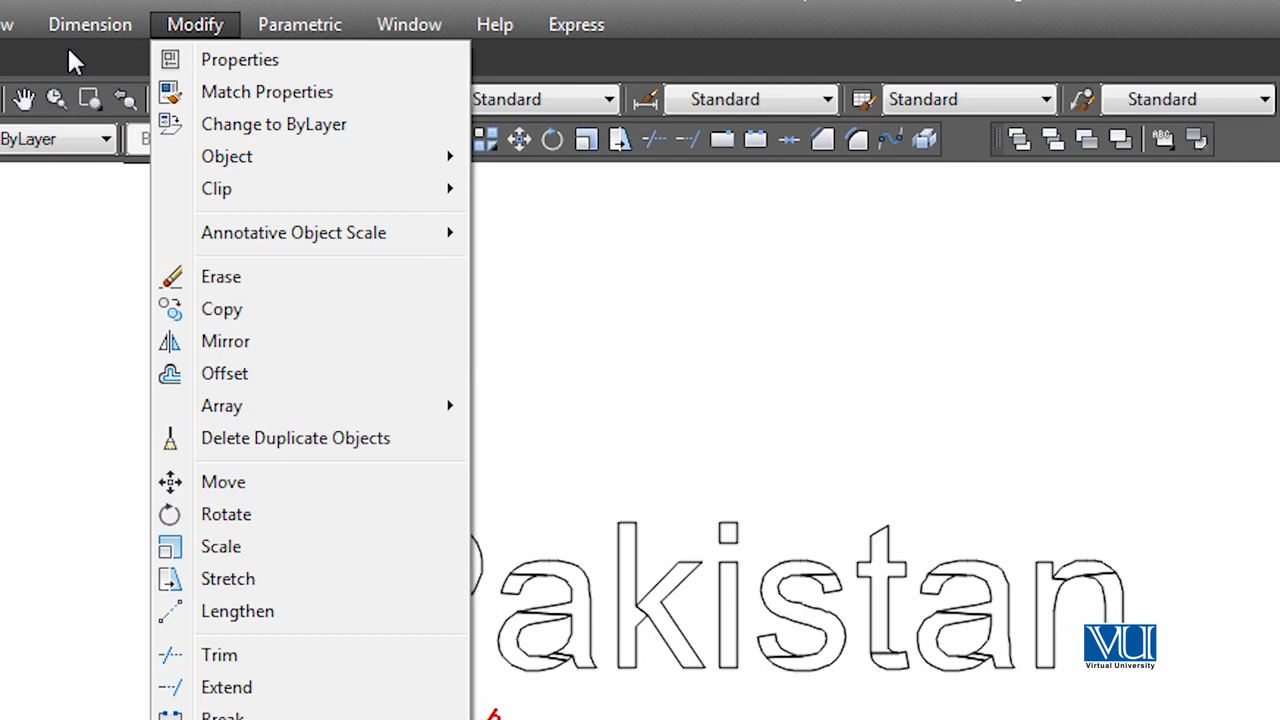 Dimension Modify Parametric Window Help Express
Properties
Standard Standard Standard Standard
Match Properties
Change to ByLayer
ByLayer
Object
Clip
Annotative Object Scale
Erase
Copy
Mirror
Offset
Array
Delete Duplicate Objects
Move
Rotate
Scale
Stretch
Lengthen
Pakistan
Trim
Extend
Break
VU
Virtual University
6